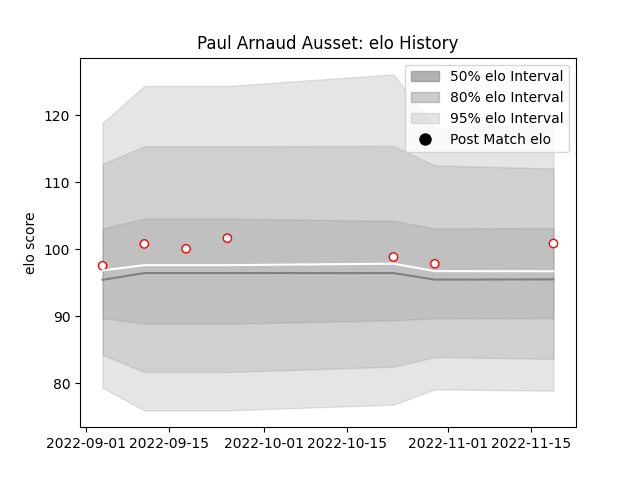 Paul Arnaud Ausset: elo History
50% elo Interval
80% elo Interval
95% elo Interval
Post Match elo
elo score
120
110
100
90
80
2022-09-01 2022-09-15 2022-10-01 2022-10-15 2022-11-01 2022-11-15